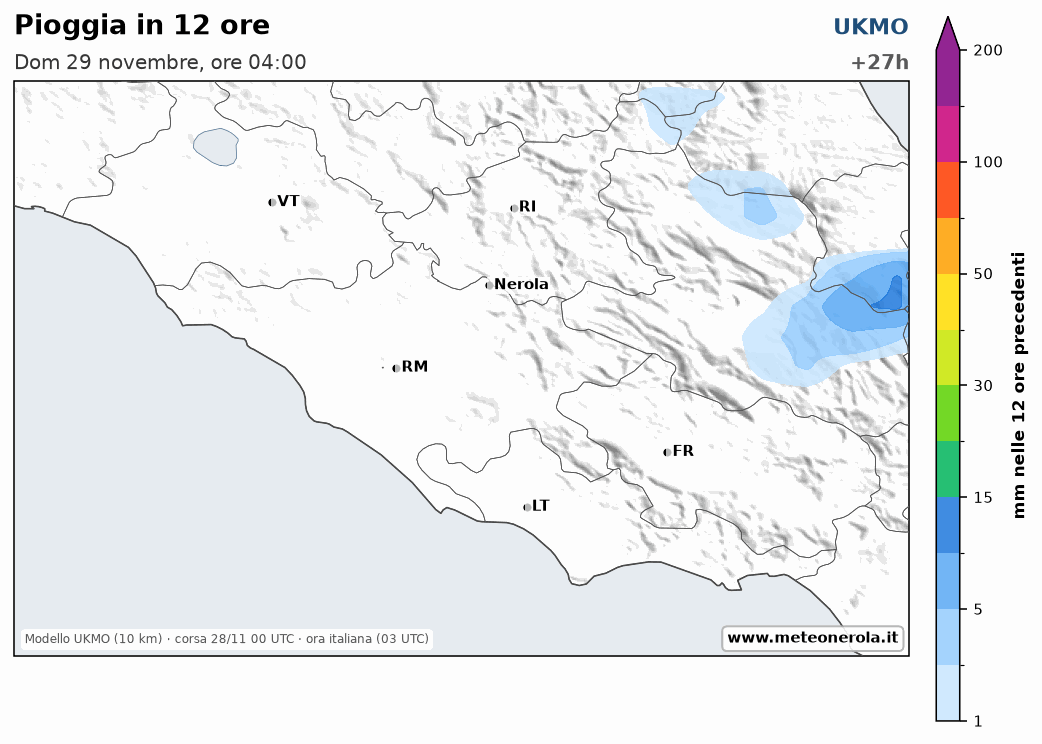 Pioggia in 12 ore
UKMO
Dom 29 novembre, ore 04:00
+27h
VT
RI
Nerola
RM
FR
LT
Modello UKMO (10 km) · corsa 28/11 00 UTC · ora italiana (03 UTC)
www.meteonerola.it
200
100
50
30
15
5
1
mm nelle 12 ore precedenti